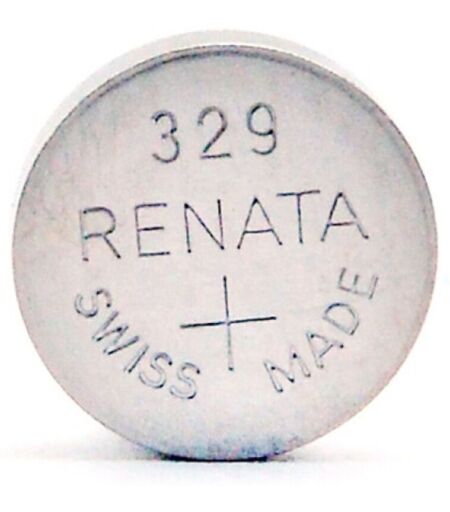 329
RENATA
+
SWISS MADE